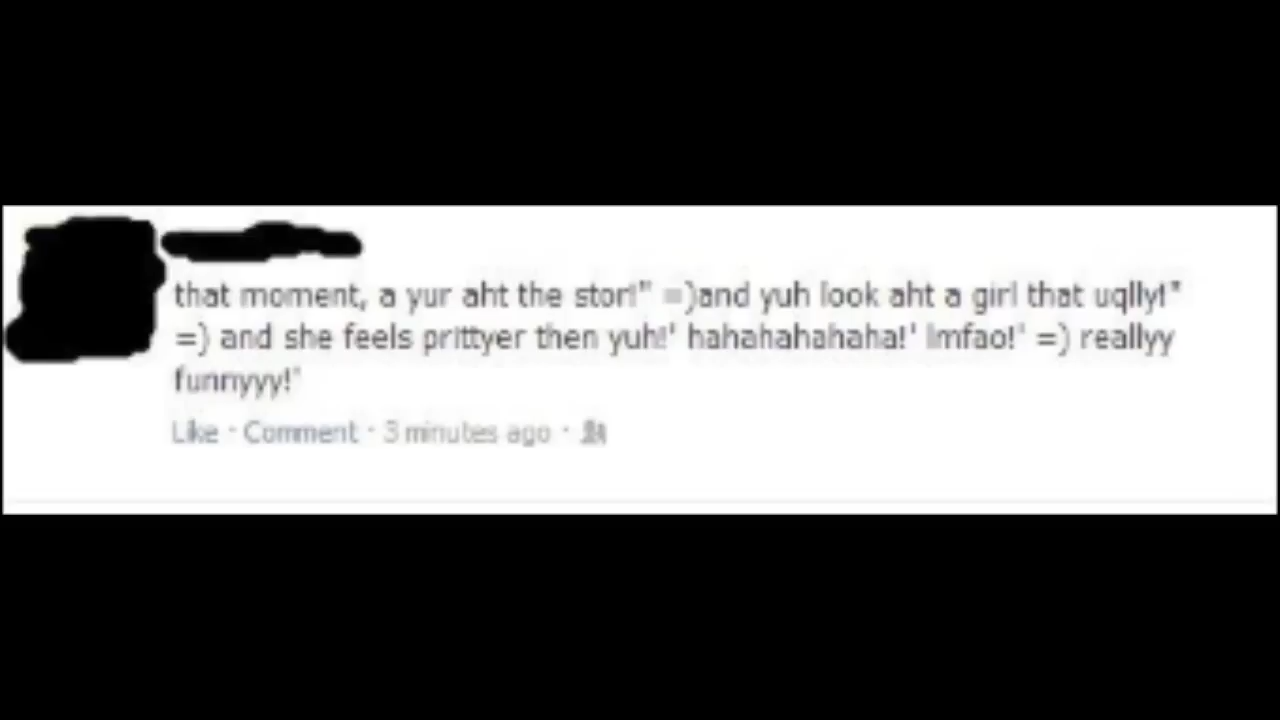 that moment, a yur aht the stor!" =)and yuh look aht a girl that uqlly!"
=) and she feels prittyer then yuh!' hahahahahaha!' lmfao!' =) reallyy
funnyyy!'
Like · Comment · 3 minutes ago ·